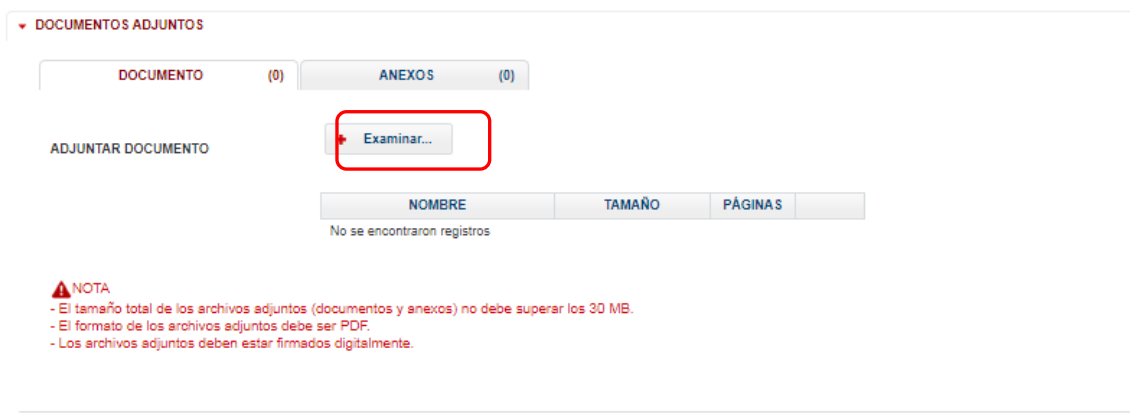 DOCUMENTOS ADJUNTOS
DOCUMENTO (0) ANEXOS (0)
ADJUNTAR DOCUMENTO Examinar...
NOMBRE TAMAÑO PÁGINAS
No se encontraron registros
NOTA
- El tamaño total de los archivos adjuntos (documentos y anexos) no debe superar los 30 MB.
- El formato de los archivos adjuntos debe ser PDF.
- Los archivos adjuntos deben estar firmados digitalmente.